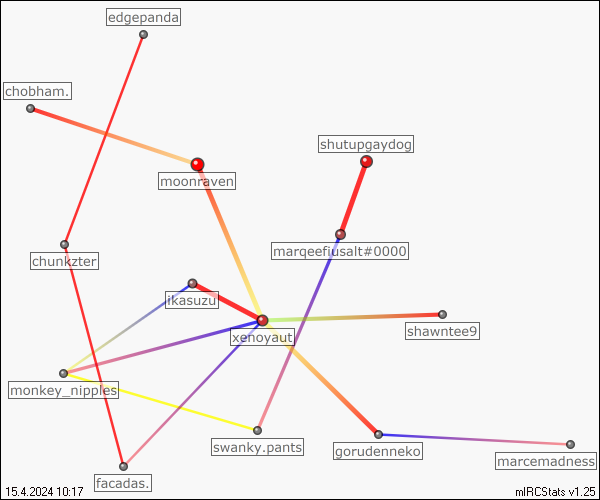 edgepanda
chobham.
shutupgaydog
moonraven
marqeefiusalt#0000
chunkzter
ikasuzu
xenoyaut
shawntee9
monkey_nipples
swanky.pants
gorudenneko
marcemadness
facadas.
15.4.2024 10:17
mIRCStats v1.25